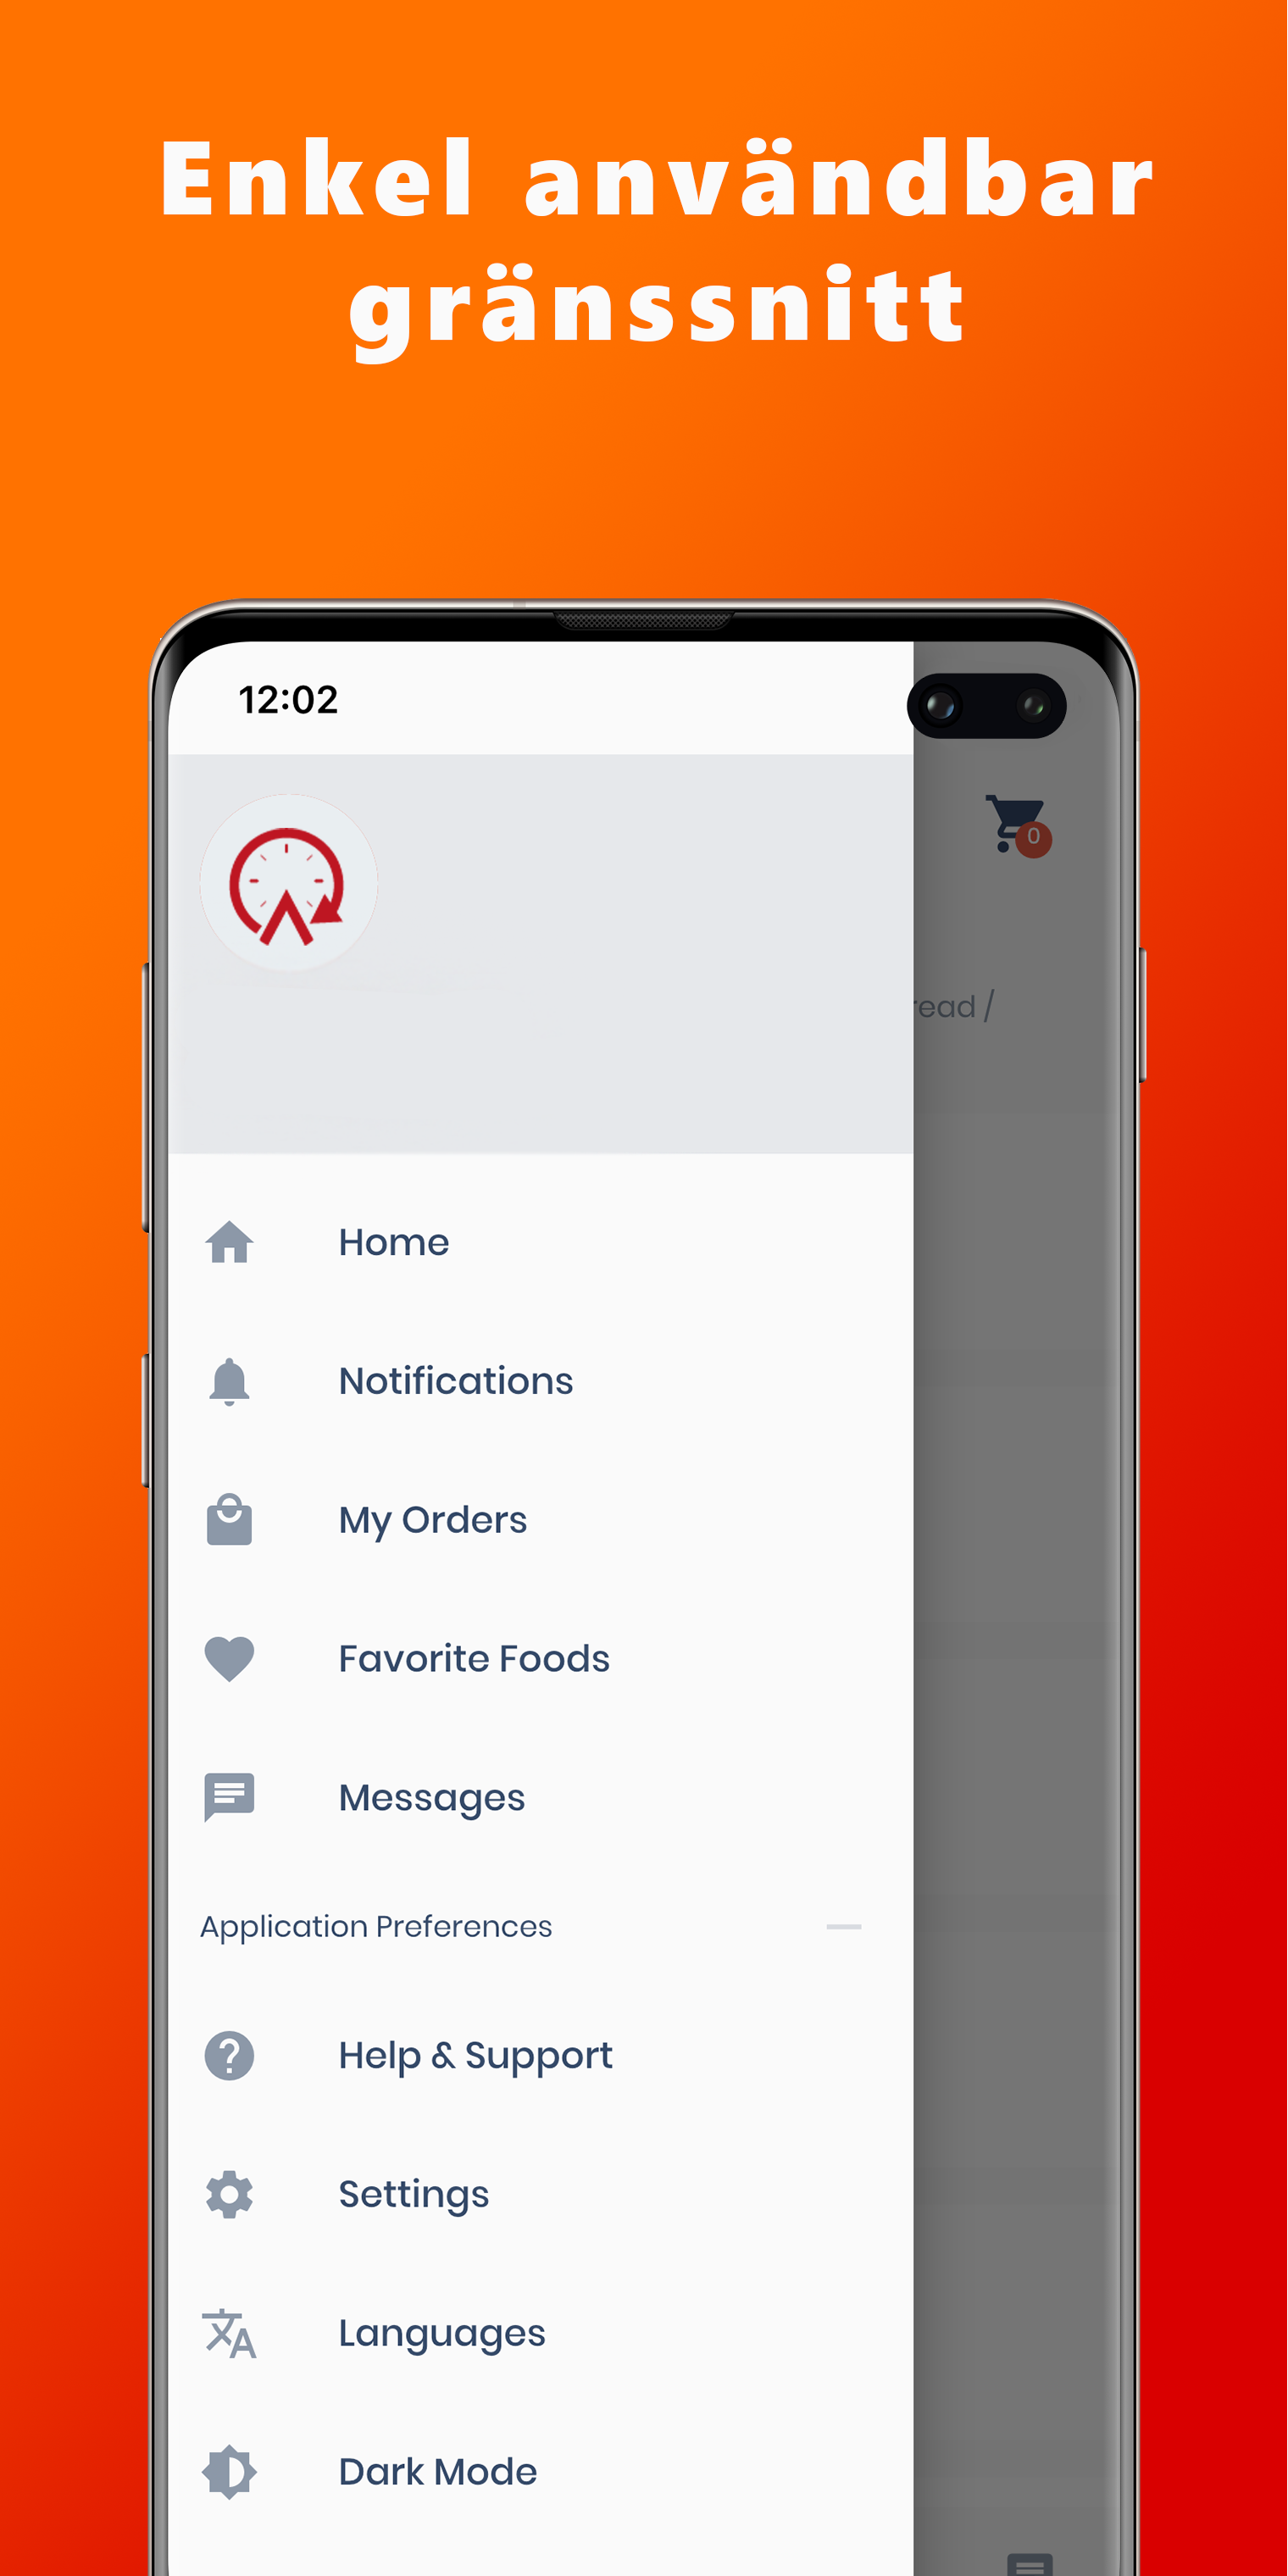 Enkel användbar
gränssnitt
12:02
0
read /
Home
Notifications
My Orders
Favorite Foods
Messages
Application Preferences
Help & Support
Settings
Languages
Dark Mode